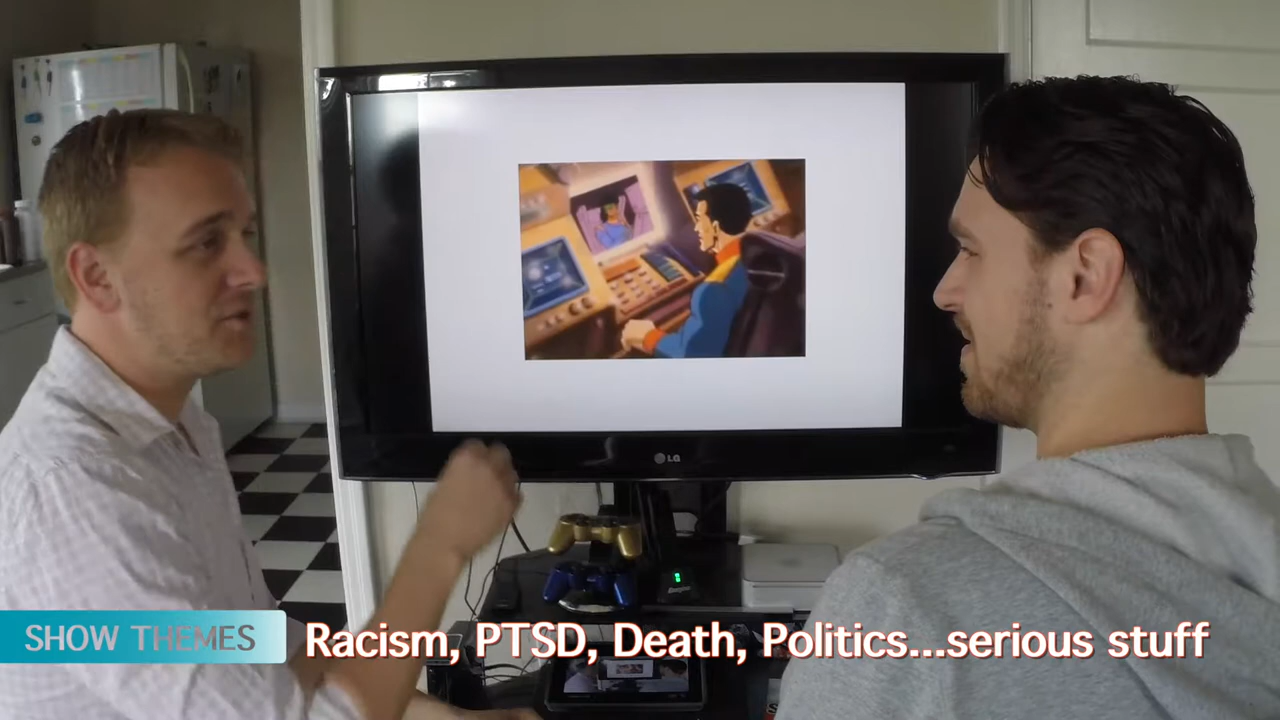 LG
SHOW THEMES
Racism, PTSD, Death, Politics...serious stuff